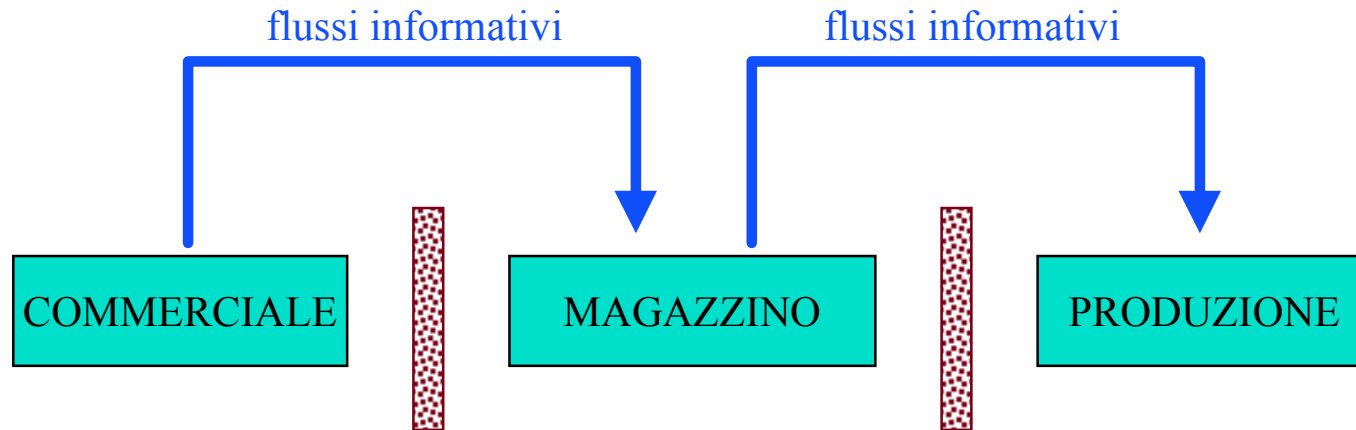 flussi informativi
flussi informativi
COMMERCIALE
MAGAZZINO
PRODUZIONE